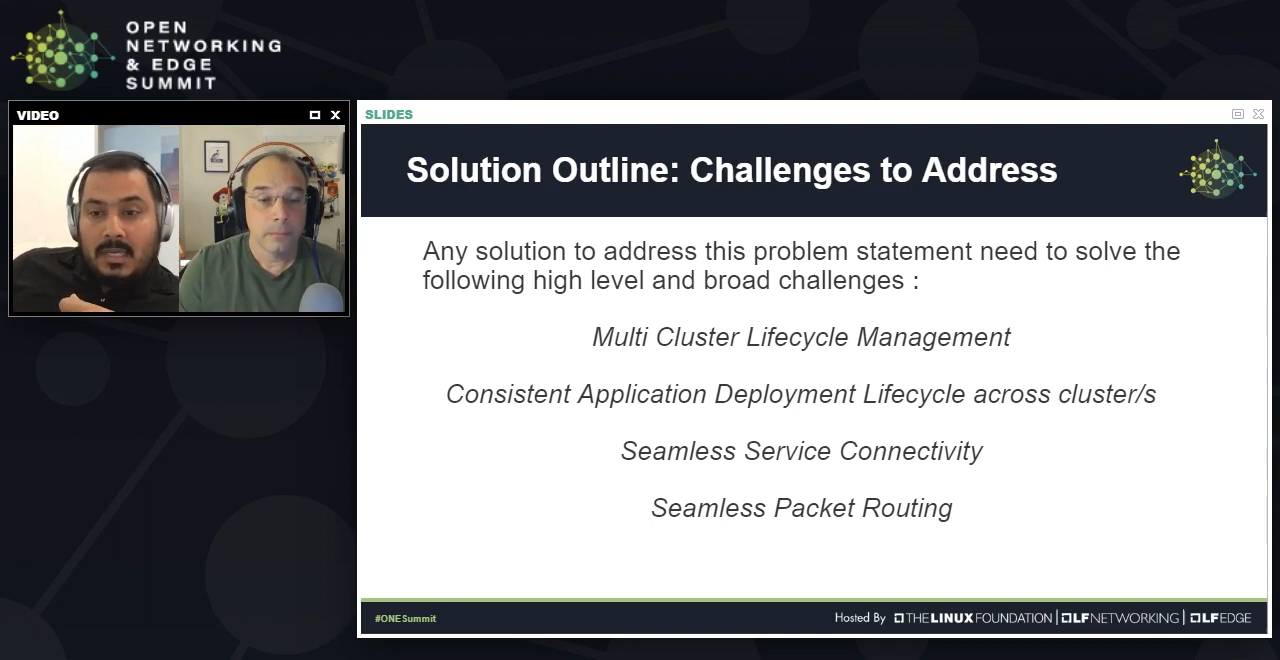 OPEN
NETWORKING
& EDGE
SUMMIT
VIDEO
SLIDES
Solution Outline: Challenges to Address
Any solution to address this problem statement need to solve the
following high level and broad challenges :
Multi Cluster Lifecycle Management
Consistent Application Deployment Lifecycle across cluster/s
Seamless Service Connectivity
Seamless Packet Routing
#ONESummit
Hosted By THE LINUX FOUNDATION | LF NETWORKING | LF EDGE